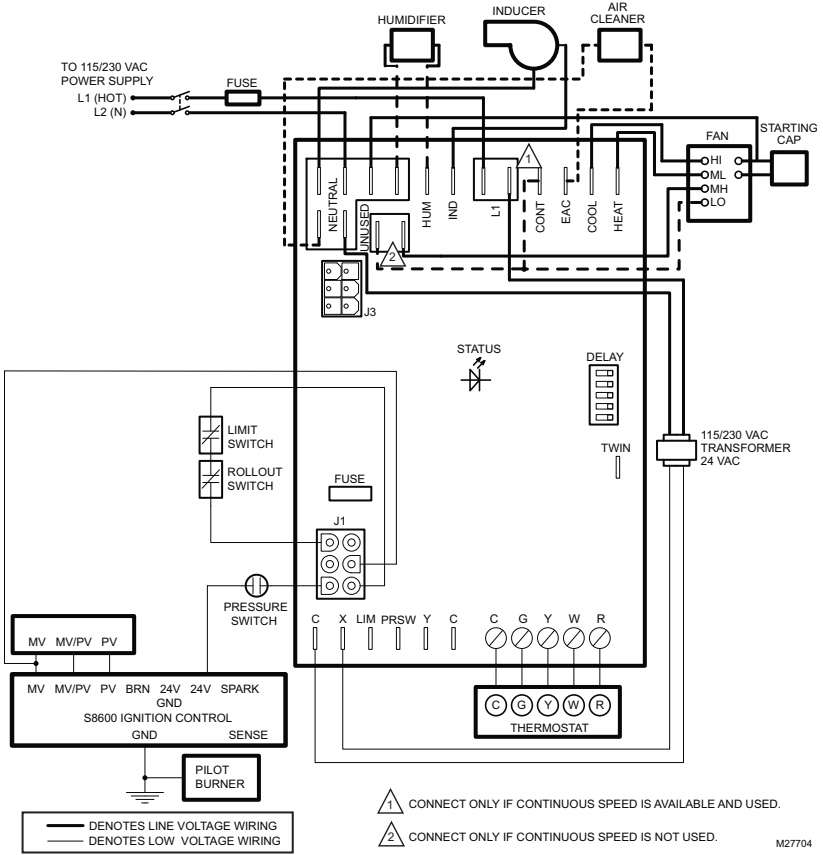 HUMIDIFIER
INDUCER
AIR
CLEANER
TO 115/230 VAC
POWER SUPPLY
L1 (HOT)
L2 (N)
FUSE
FAN
HI
ML
MH
LO
STARTING
CAP
1
NEUTRAL
UNUSED
HUM
IND
L1
CONT
EAC
COOL
HEAT
2
J3
STATUS
DELAY
LIMIT
SWITCH
ROLLOUT
SWITCH
FUSE
TWIN
115/230 VAC
TRANSFORMER
24 VAC
J1
PRESSURE
SWITCH
C X LIM PRSW Y C C G Y W R
MV MV/PV PV
MV MV/PV PV BRN 24V 24V SPARK
GND
S8600 IGNITION CONTROL
GND SENSE
C G Y W R
THERMOSTAT
PILOT
BURNER
DENOTES LINE VOLTAGE WIRING
DENOTES LOW VOLTAGE WIRING
1 CONNECT ONLY IF CONTINUOUS SPEED IS AVAILABLE AND USED.
2 CONNECT ONLY IF CONTINUOUS SPEED IS NOT USED.
M27704